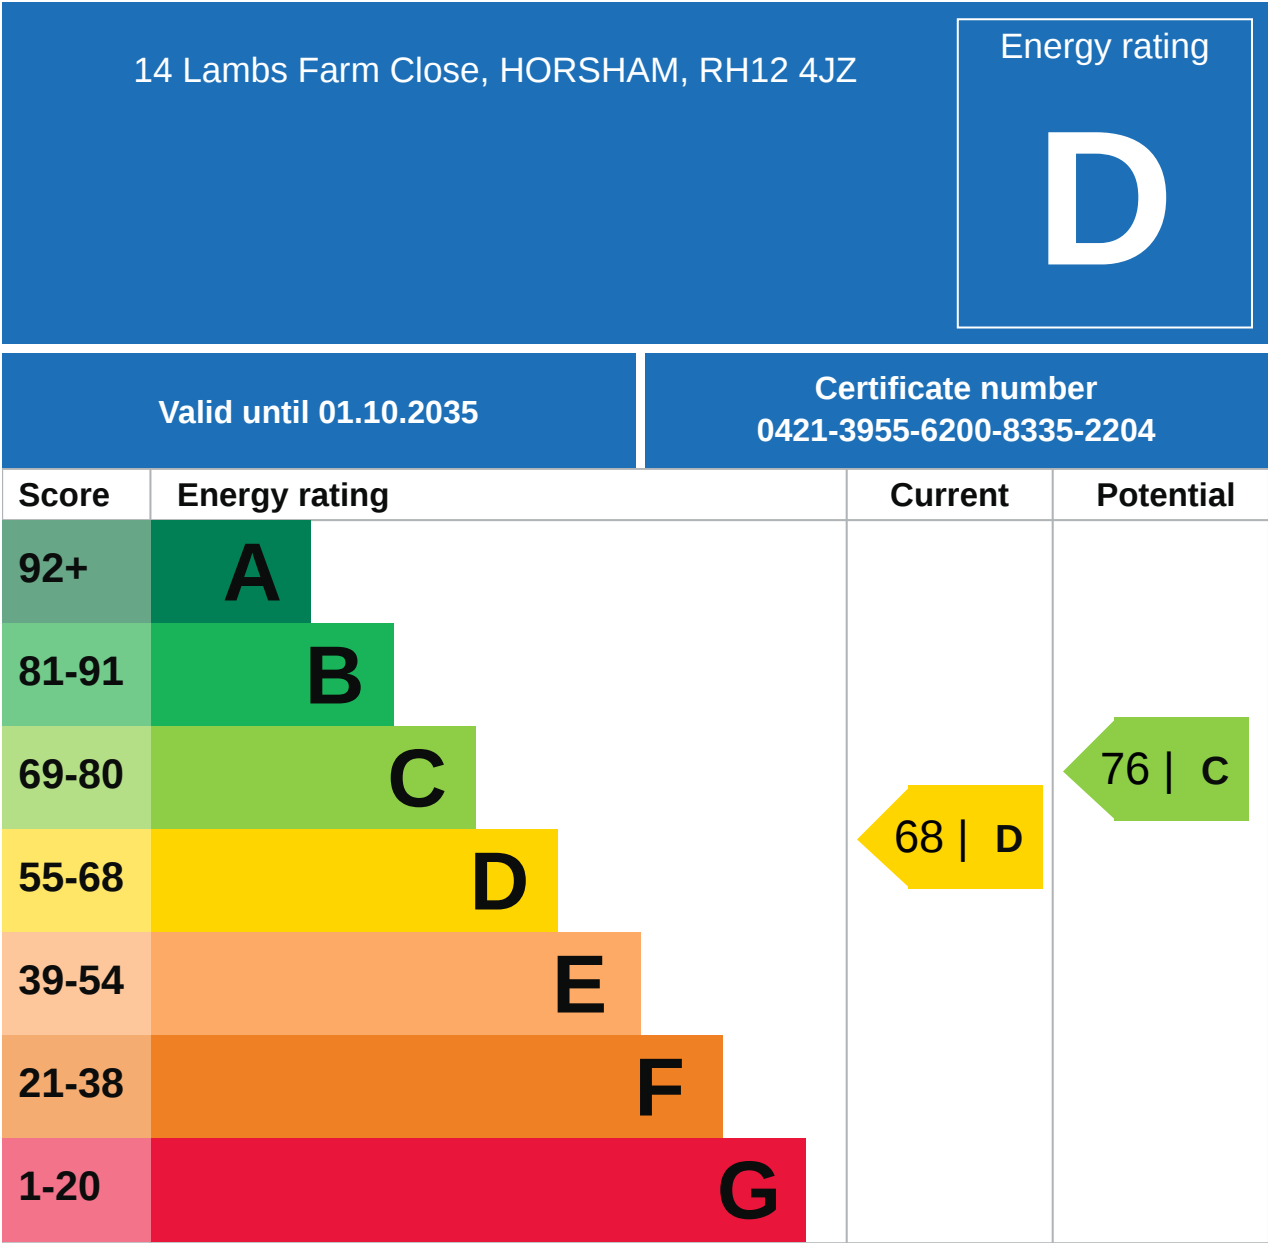 14 Lambs Farm Close, HORSHAM, RH12 4JZ
Energy rating
D
Valid until 01.10.2035
Certificate number
0421-3955-6200-8335-2204
Score Energy rating Current Potential
92+ A
81-91 B
69-80 C
76 | C
55-68 D
68 | D
39-54 E
21-38 F
1-20 G